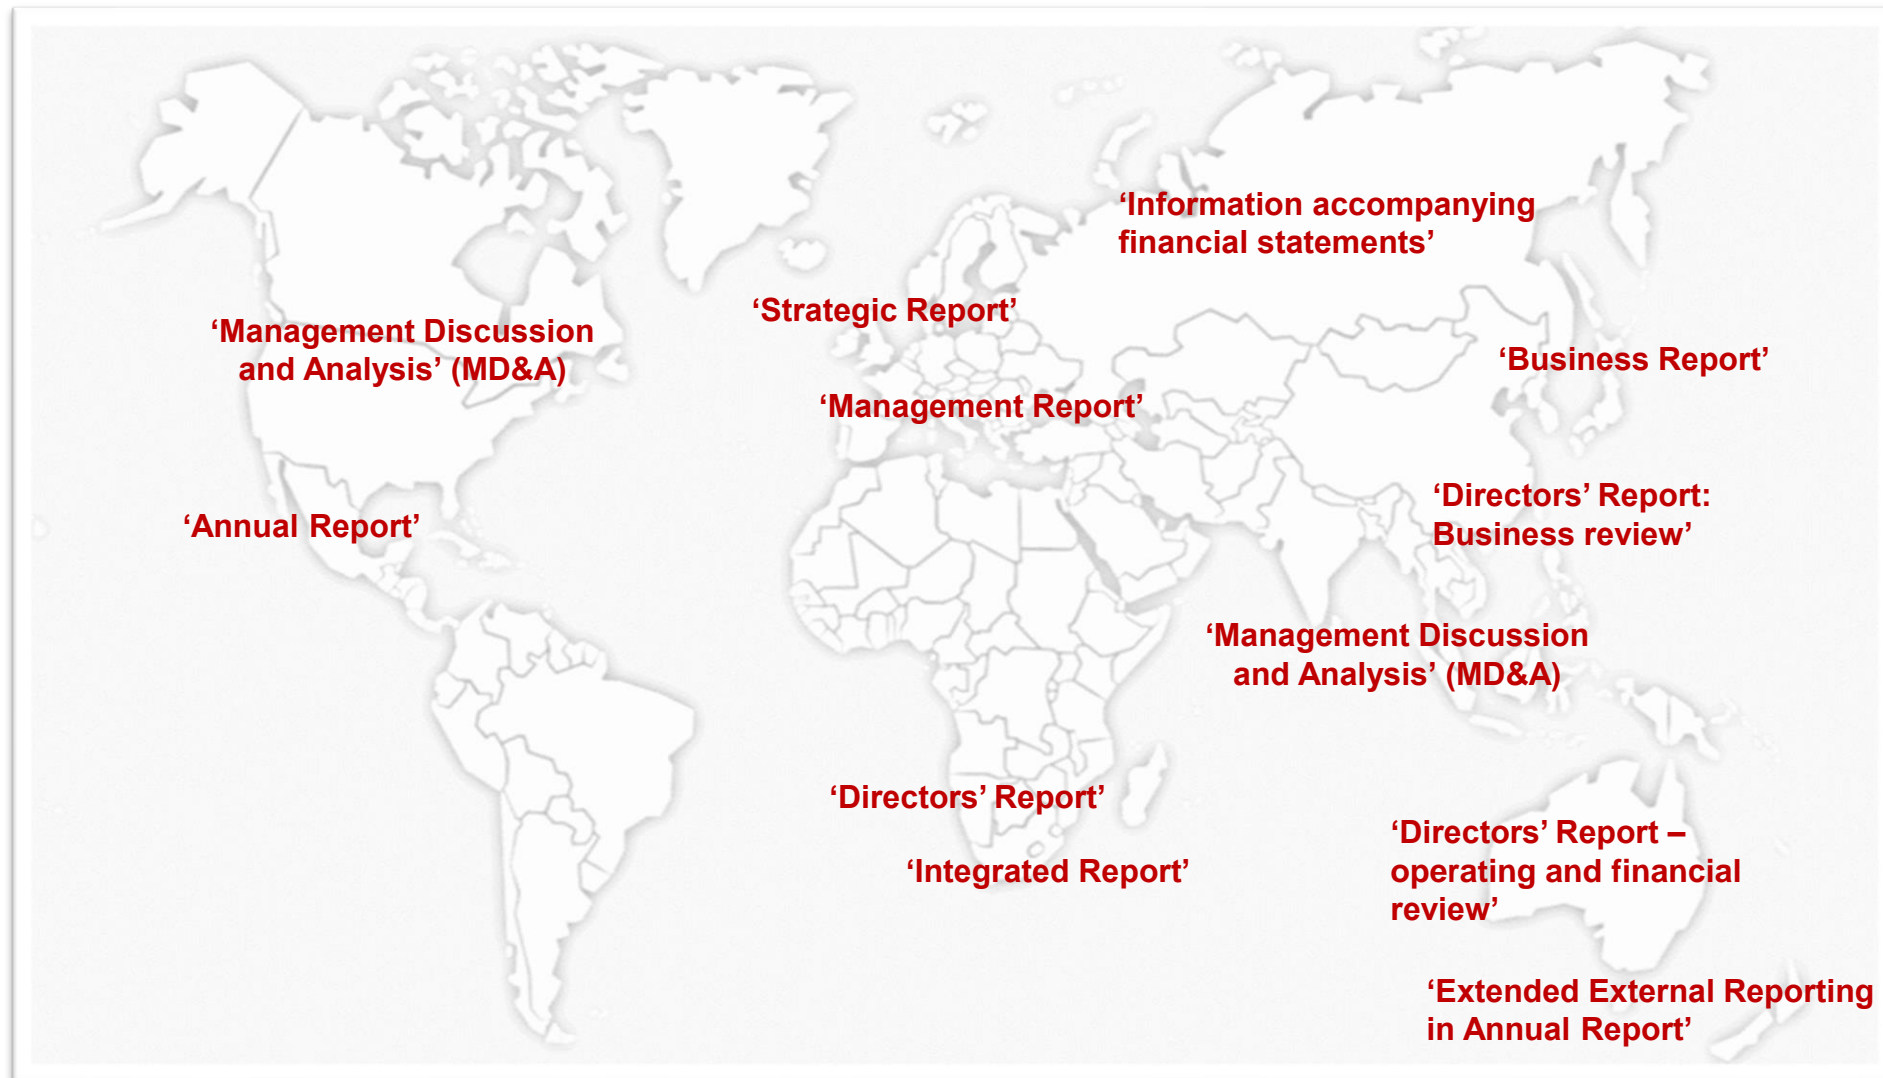 ‘Information accompanying
financial statements’
‘Strategic Report’
‘Management Discussion
and Analysis’ (MD&A)
‘Business Report’
‘Management Report’
‘Annual Report’
‘Directors’ Report:
Business review’
‘Management Discussion
and Analysis’ (MD&A)
‘Directors’ Report’
‘Integrated Report’
‘Directors’ Report –
operating and financial
review’
‘Extended External Reporting
in Annual Report’